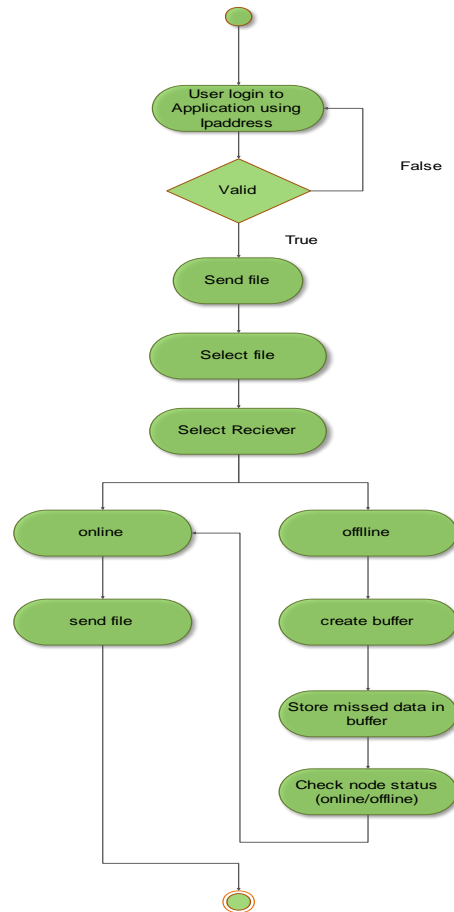 User login to
Application using
Ipaddress
False
Valid
True
Send file
Select file
Select Reciever
online
offlline
send file
create buffer
Store missed data in
buffer
Check node status
(online/offline)